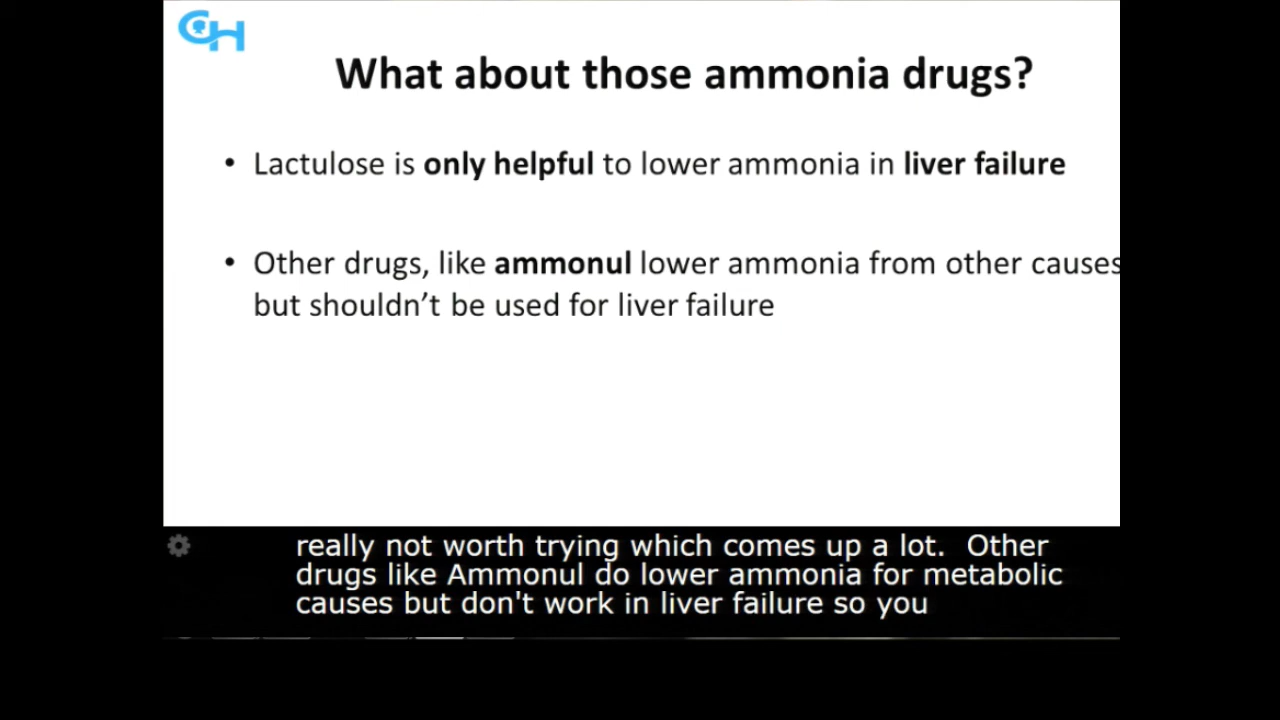 GH
What about those ammonia drugs?
• Lactulose is only helpful to lower ammonia in liver failure
• Other drugs, like ammonul lower ammonia from other causes
but shouldn't be used for liver failure
really not worth trying which comes up a lot. Other
drugs like Ammonul do lower ammonia for metabolic
causes but don't work in liver failure so you